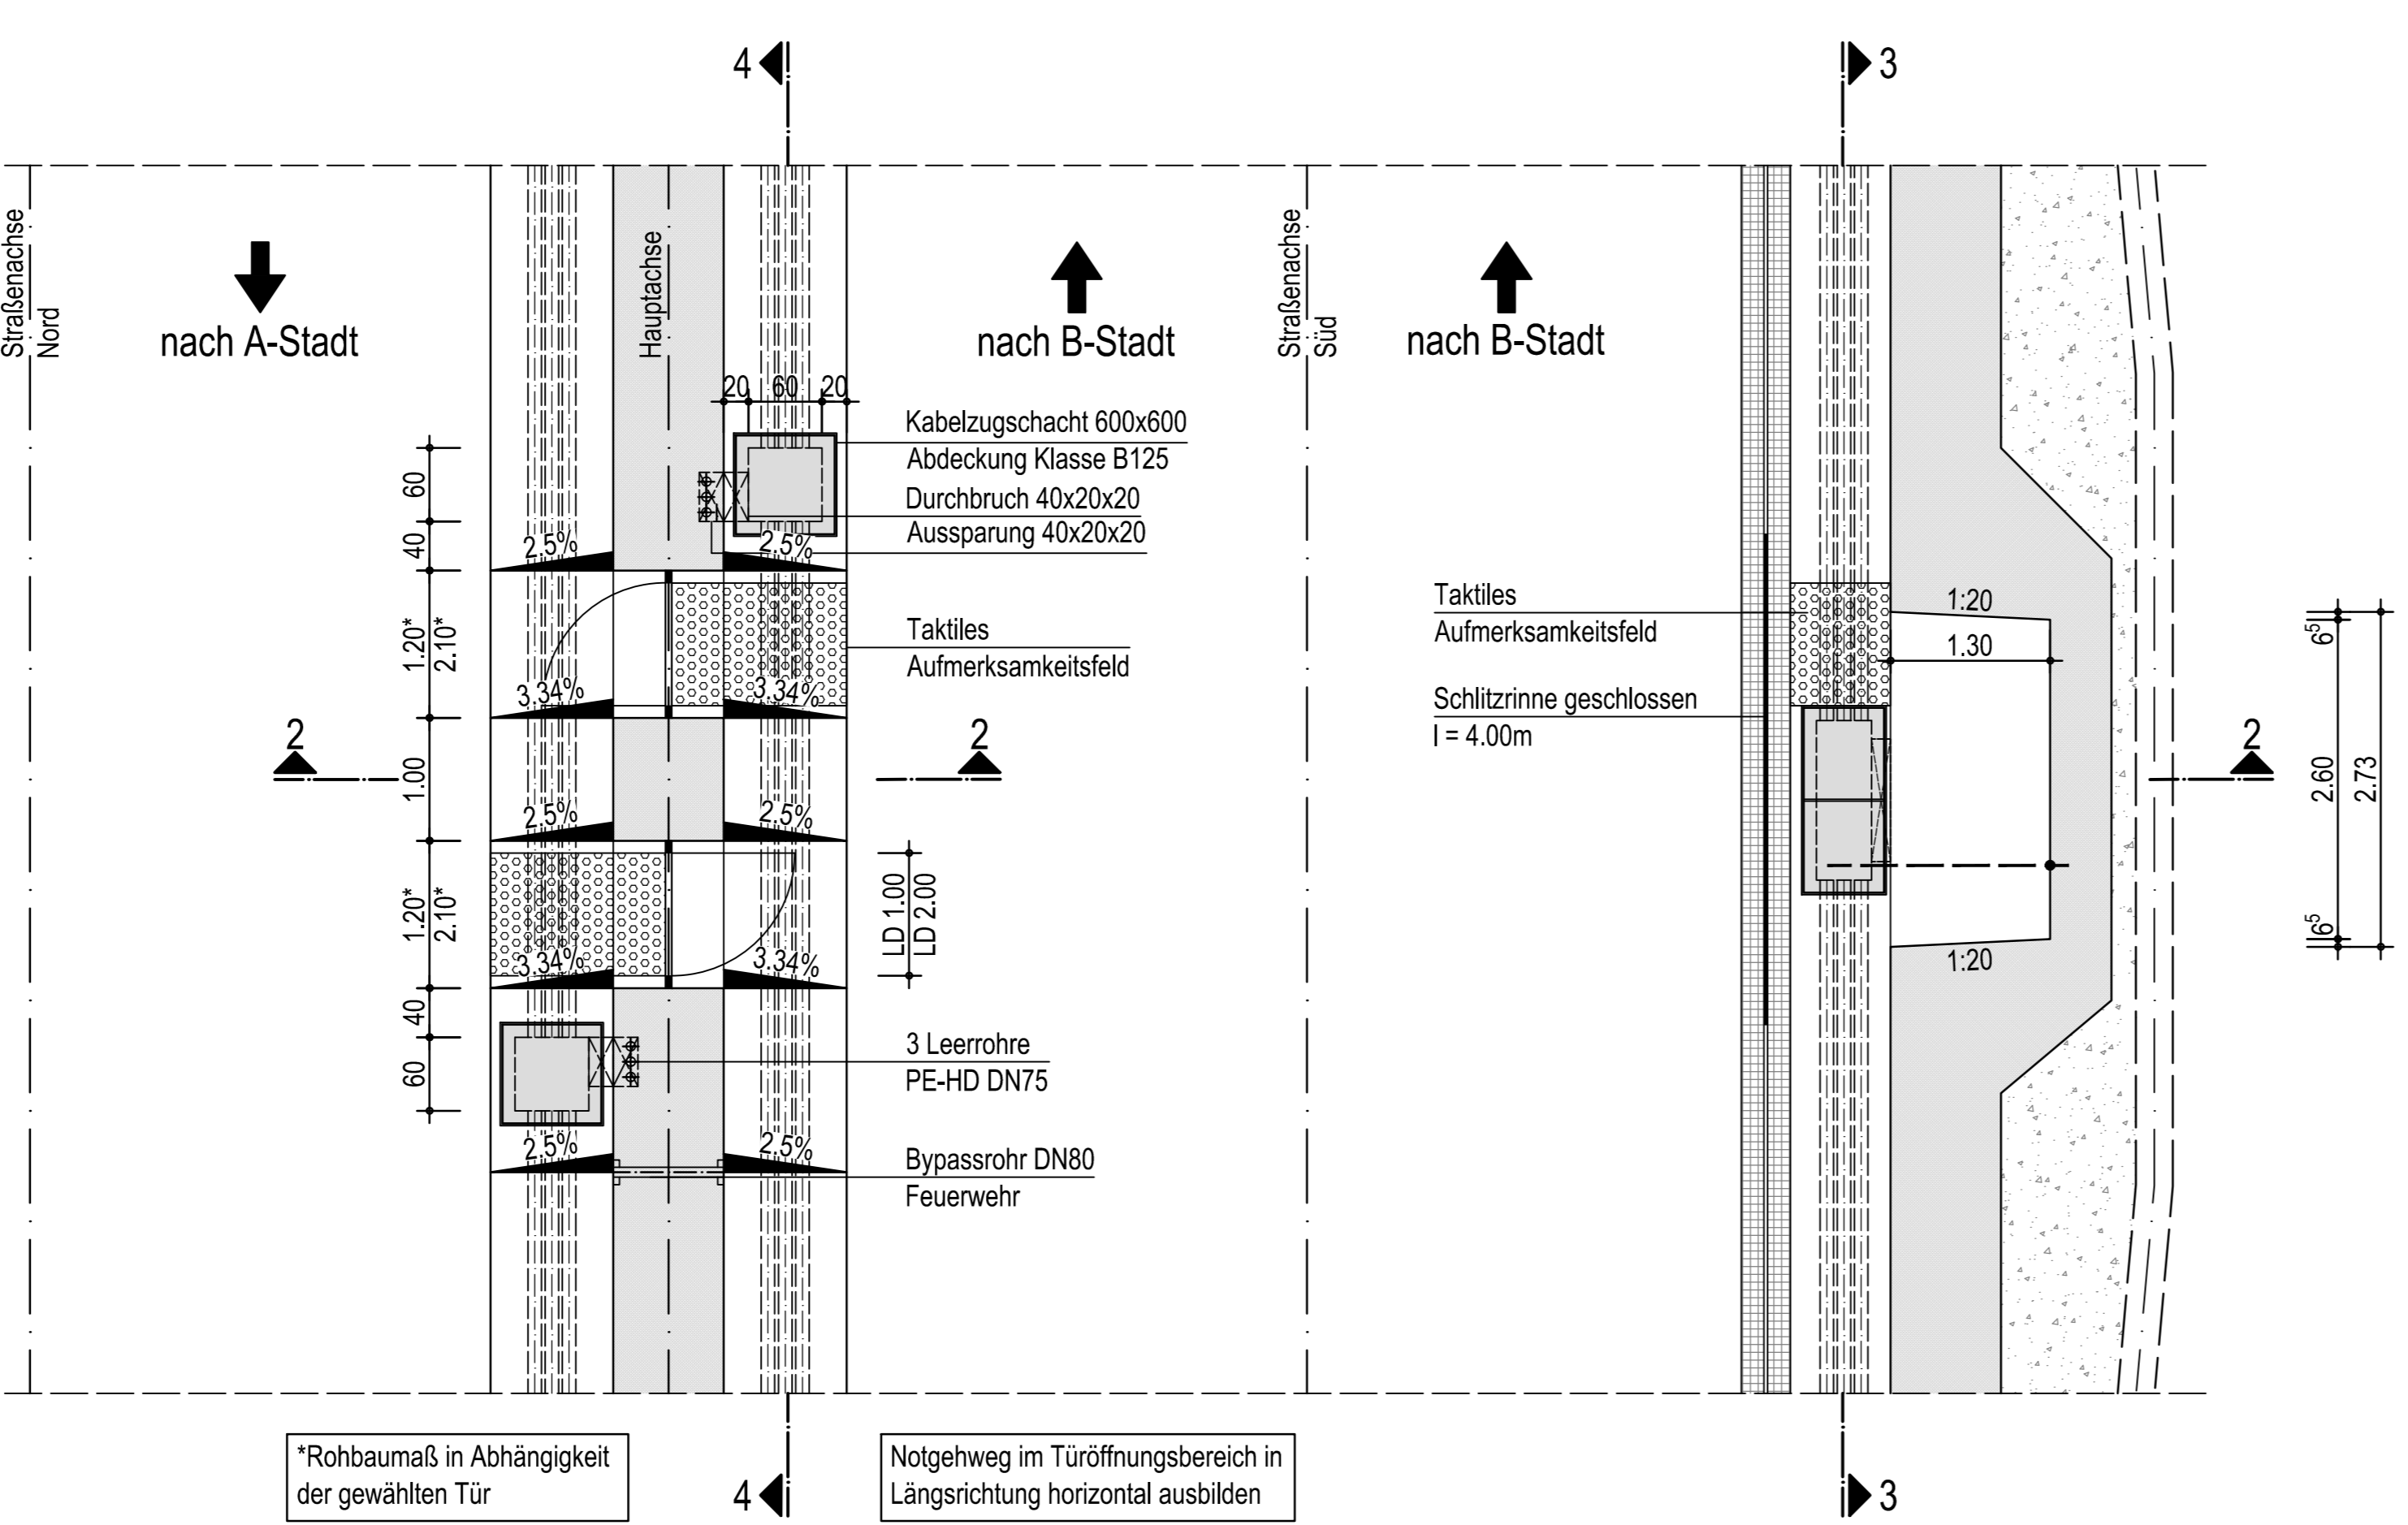 4
3
Straßenachse
Nord
Hauptachse
Straßenachse
Süd
nach A-Stadt
nach B-Stadt
nach B-Stadt
20
60
20
Kabelzugschacht 600x600
Abdeckung Klasse B125
Durchbruch 40x20x20
Aussparung 40x20x20
60
40
2.5%
2.5%
1.20*
2.10*
Taktiles
Aufmerksamkeitsfeld
3.34%
3.34%
Taktiles
Aufmerksamkeitsfeld
Schlitzrinne geschlossen
l = 4.00m
1:20
1.30
6⁵
2.60
2.73
6⁵
1:20
2
2
2
1.00
2.5%
2.5%
1.20*
2.10*
LD 1.00
LD 2.00
3.34%
3.34%
40
60
3 Leerrohre
PE-HD DN75
2.5%
2.5%
Bypassrohr DN80
Feuerwehr
*Rohbaumaß in Abhängigkeit
der gewählten Tür
Notgehweg im Türöffnungsbereich in
Längsrichtung horizontal ausbilden
4
3